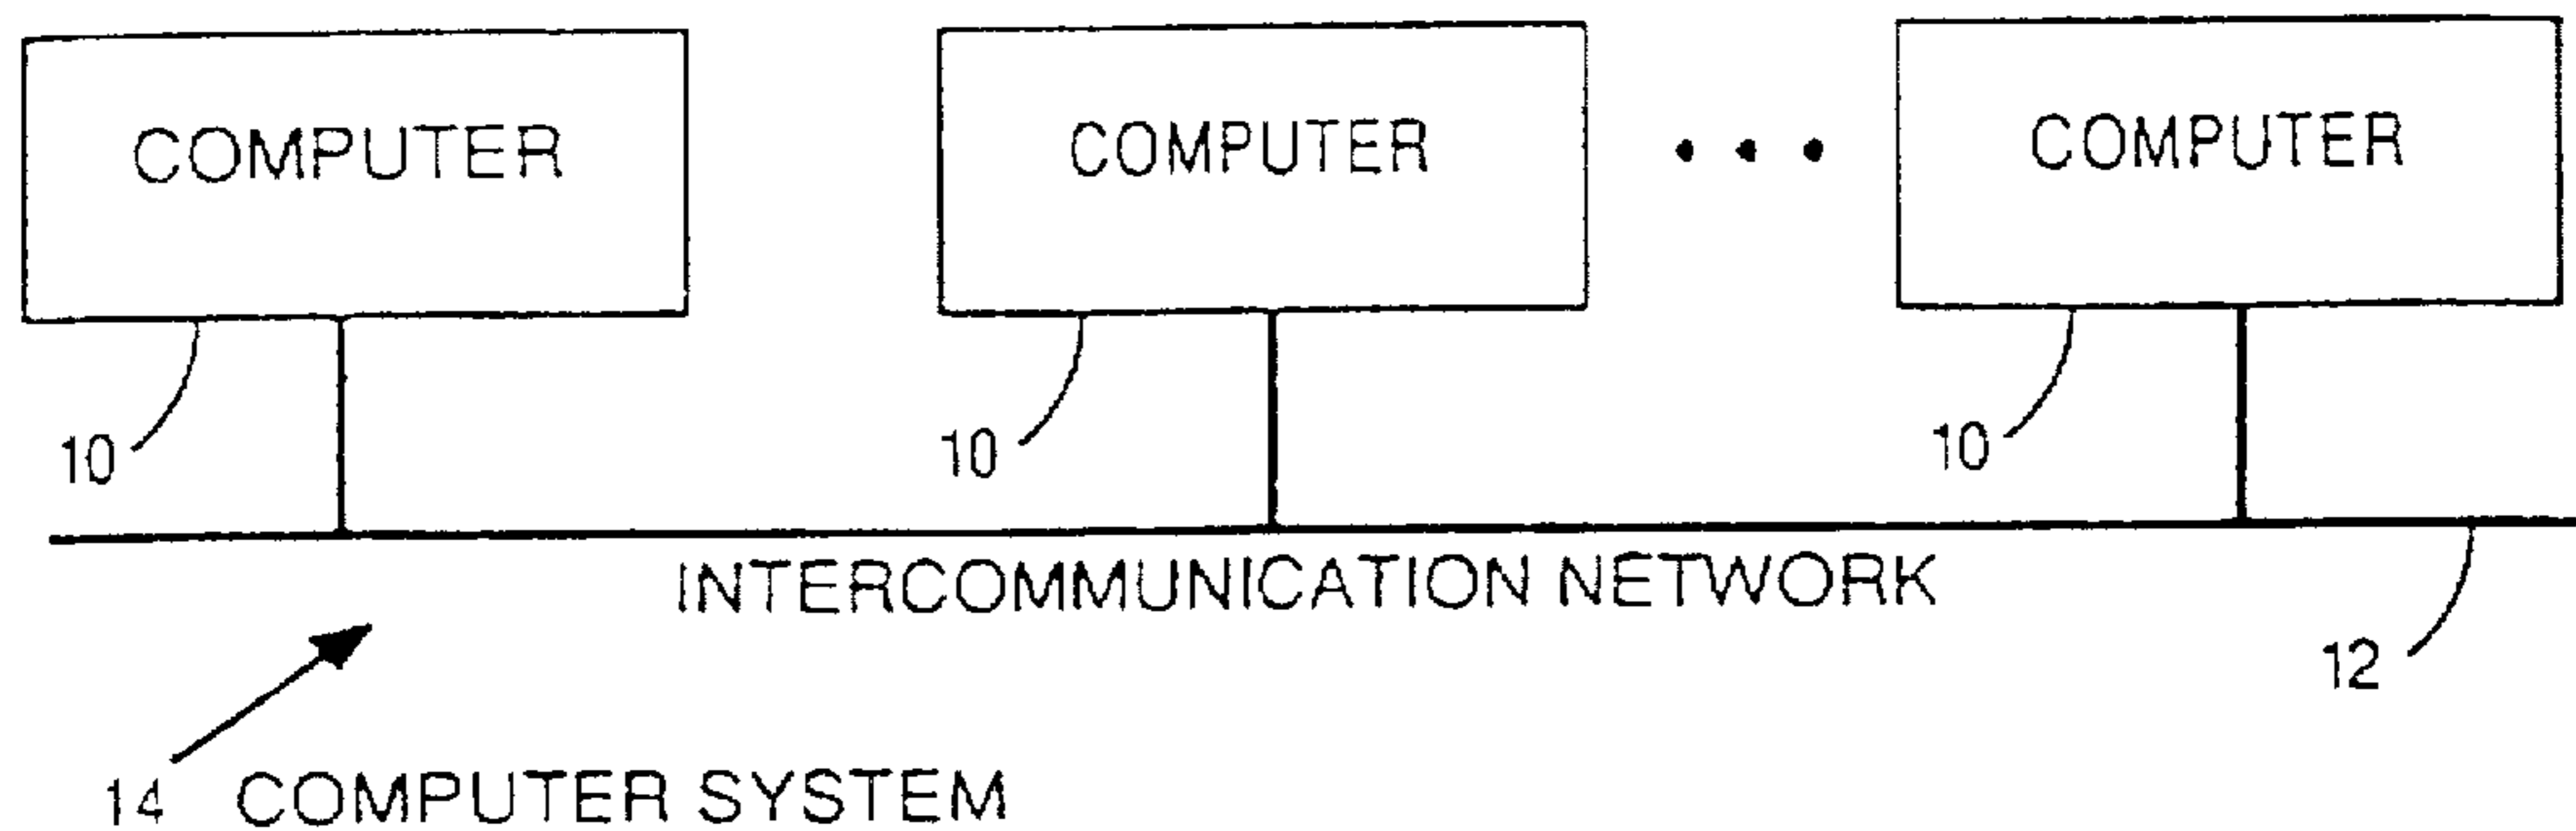 COMPUTER
COMPUTER
• • •
COMPUTER
10
10
10
INTERCOMMUNICATION NETWORK
12
14 COMPUTER SYSTEM